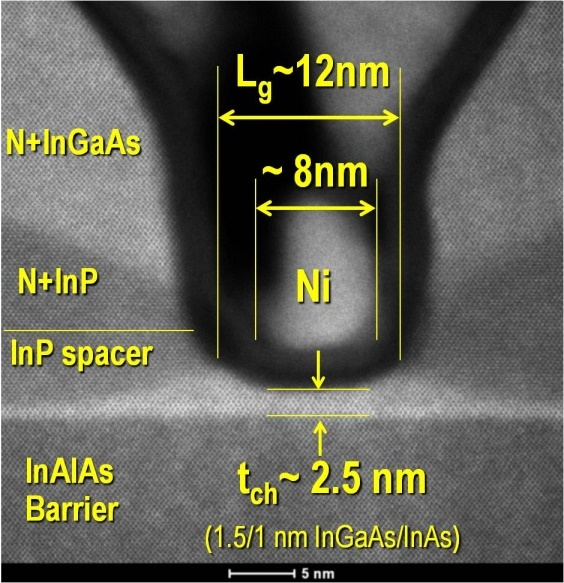 Lg~12nm
N+InGaAs
~ 8nm
N+InP
Ni
InP spacer
InAlAs
Barrier
tch~ 2.5 nm
(1.5/1 nm InGaAs/InAs)
5 nm